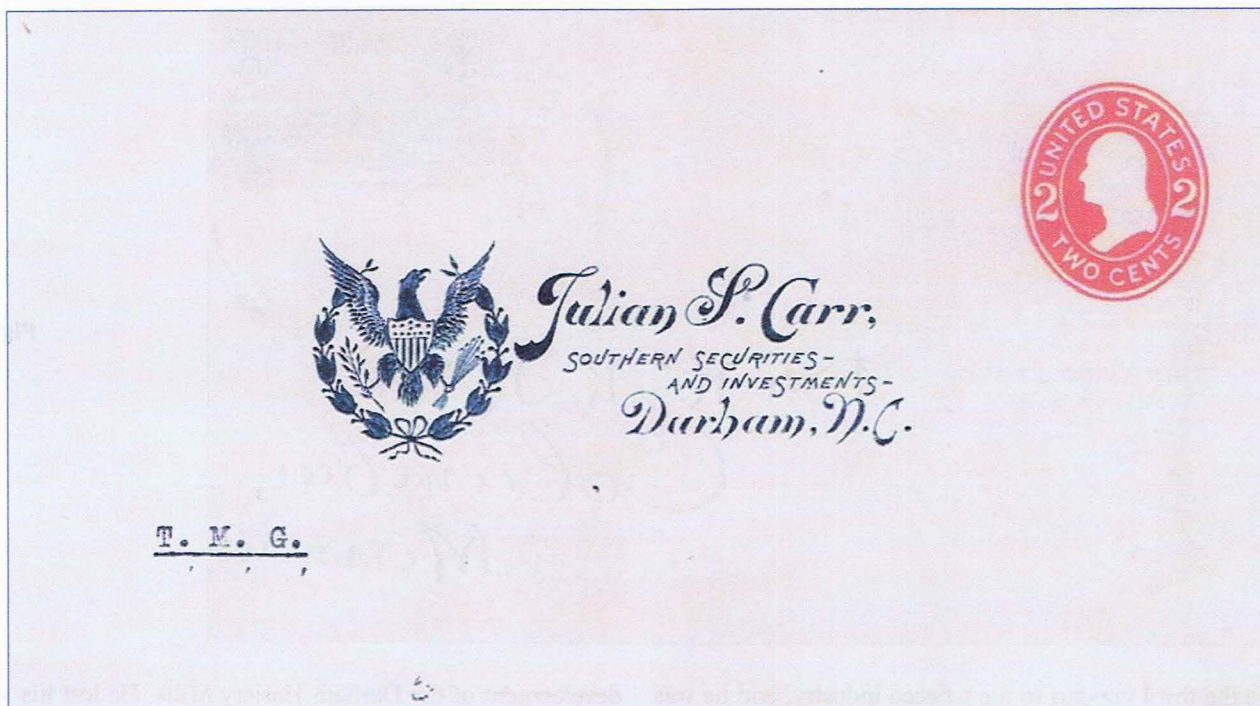 UNITED STATES
2 2
TWO CENTS
Julian S. Carr,
SOUTHERN SECURITIES-
AND INVESTMENTS-
Durham, N.C.
T. M. G.